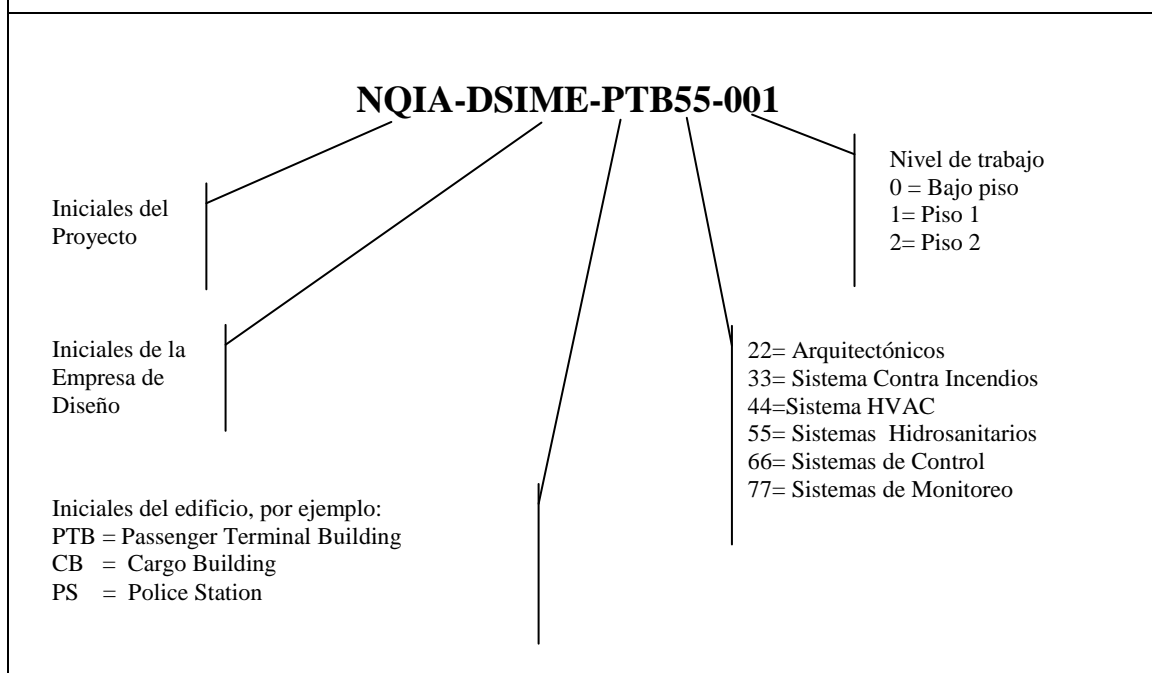 NQIA-DSIME-PTB55-001
Nivel de trabajo
0 = Bajo piso
1= Piso 1
2= Piso 2
Iniciales del
Proyecto
Iniciales de la
Empresa de
Diseño
22= Arquitectónicos
33= Sistema Contra Incendios
44=Sistema HVAC
55= Sistemas Hidrosanitarios
66= Sistemas de Control
77= Sistemas de Monitoreo
Iniciales del edificio, por ejemplo:
PTB = Passenger Terminal Building
CB = Cargo Building
PS = Police Station